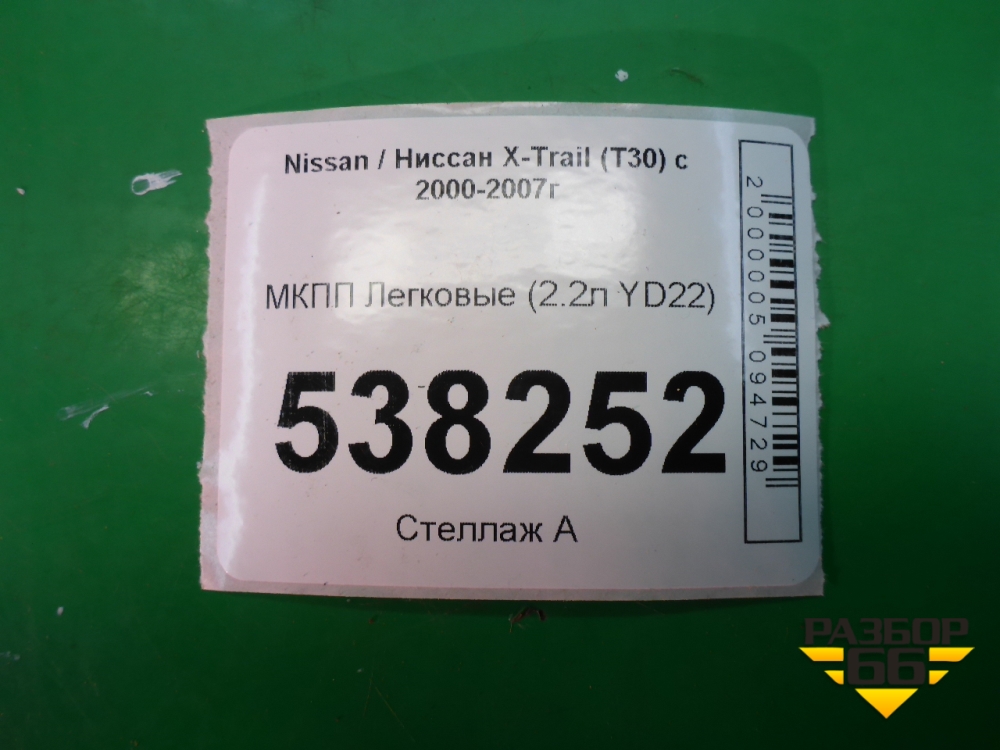 Nissan / Ниссан X-Trail (T30) с
2000-2007г
МКПП Легковые (2.2л YD22)
538252
Стеллаж А
2000005094729
РАЗБОР
66